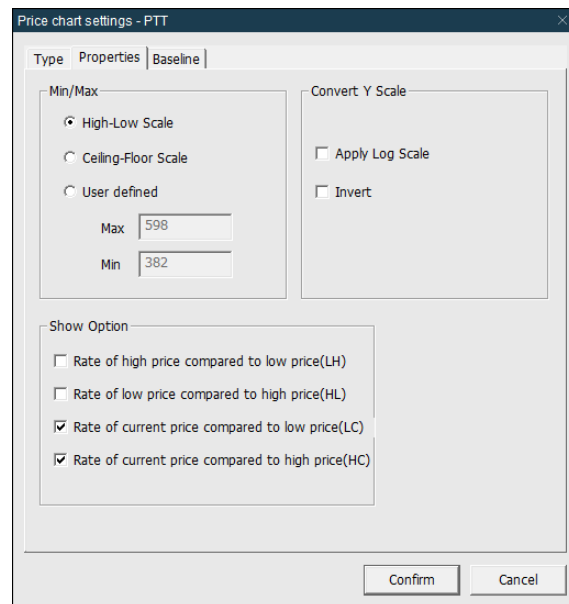 Price chart settings - PTT
Type Properties Baseline
Min/Max
High-Low Scale
Ceiling-Floor Scale
User defined
Max 598
Min 382
Convert Y Scale
Apply Log Scale
Invert
Show Option
Rate of high price compared to low price(LH)
Rate of low price compared to high price(HL)
Rate of current price compared to low price(LC)
Rate of current price compared to high price(HC)
Confirm Cancel